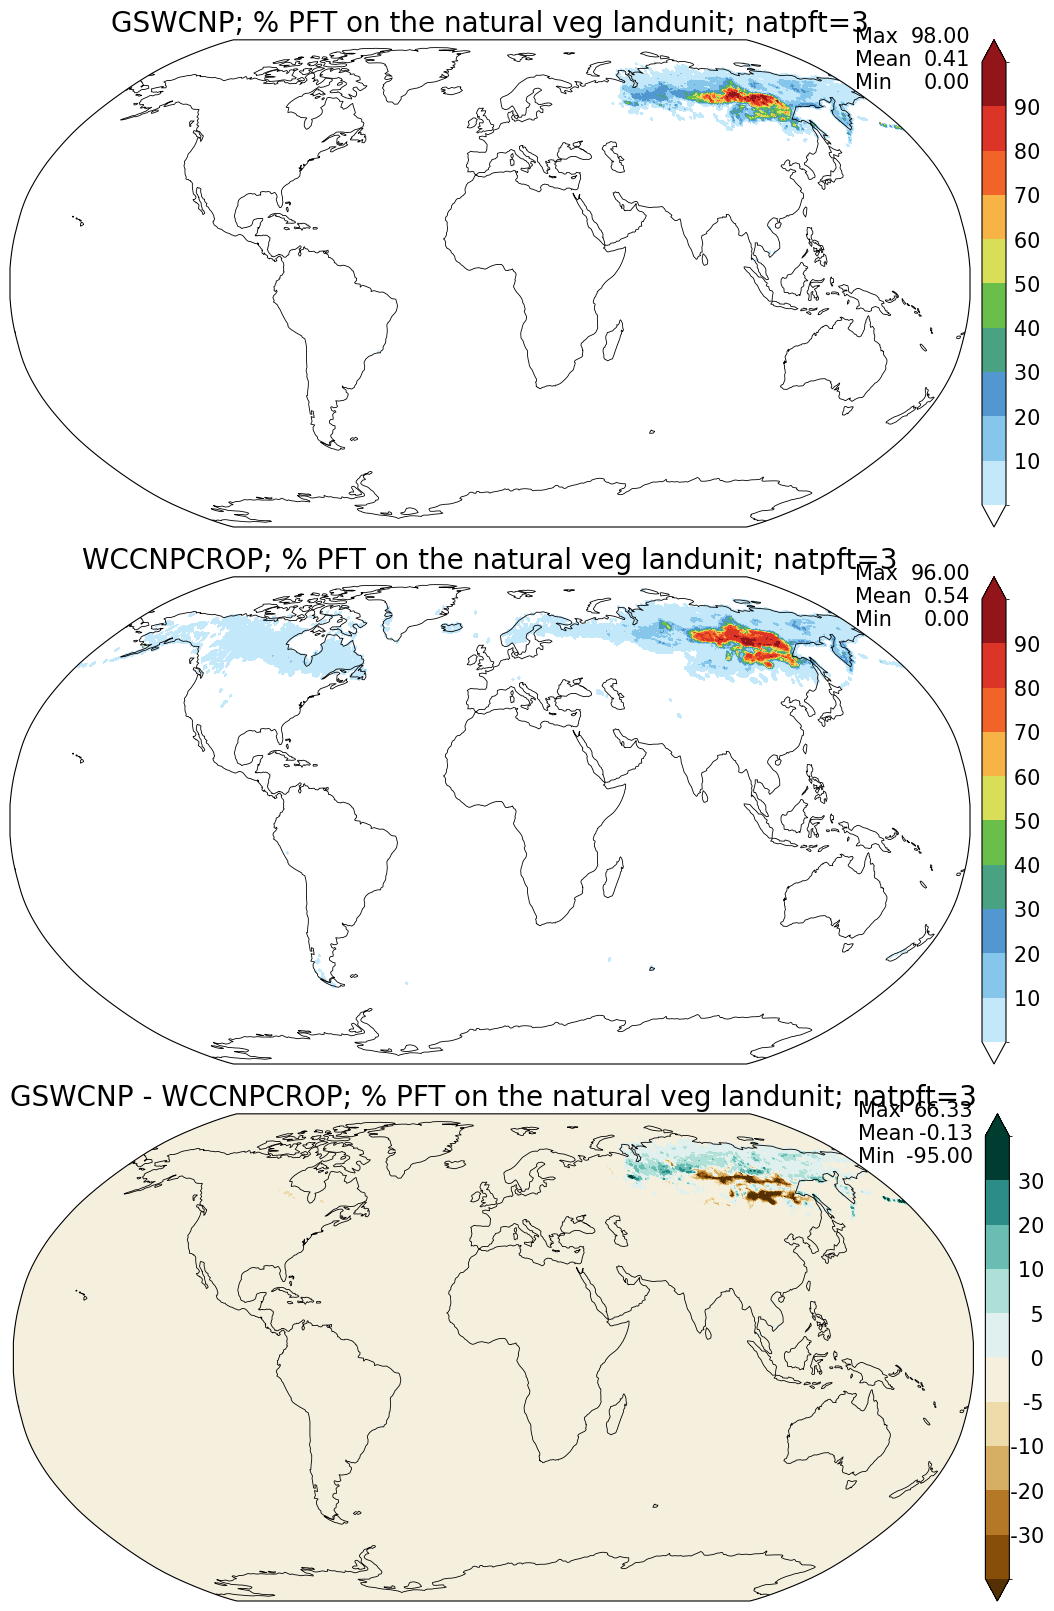 GSWCNP; % PFT on the natural veg landunit; natpft=3
Max 98.00
Mean 0.41
Min 0.00
90
80
70
60
50
40
30
20
10
WCCNPCROP; % PFT on the natural veg landunit; natpft=3
Max 96.00
Mean 0.54
Min 0.00
90
80
70
60
50
40
30
20
10
GSWCNP - WCCNPCROP; % PFT on the natural veg landunit; natpft=3
Max 66.33
Mean -0.13
Min -95.00
30
20
10
5
0
-5
-10
-20
-30